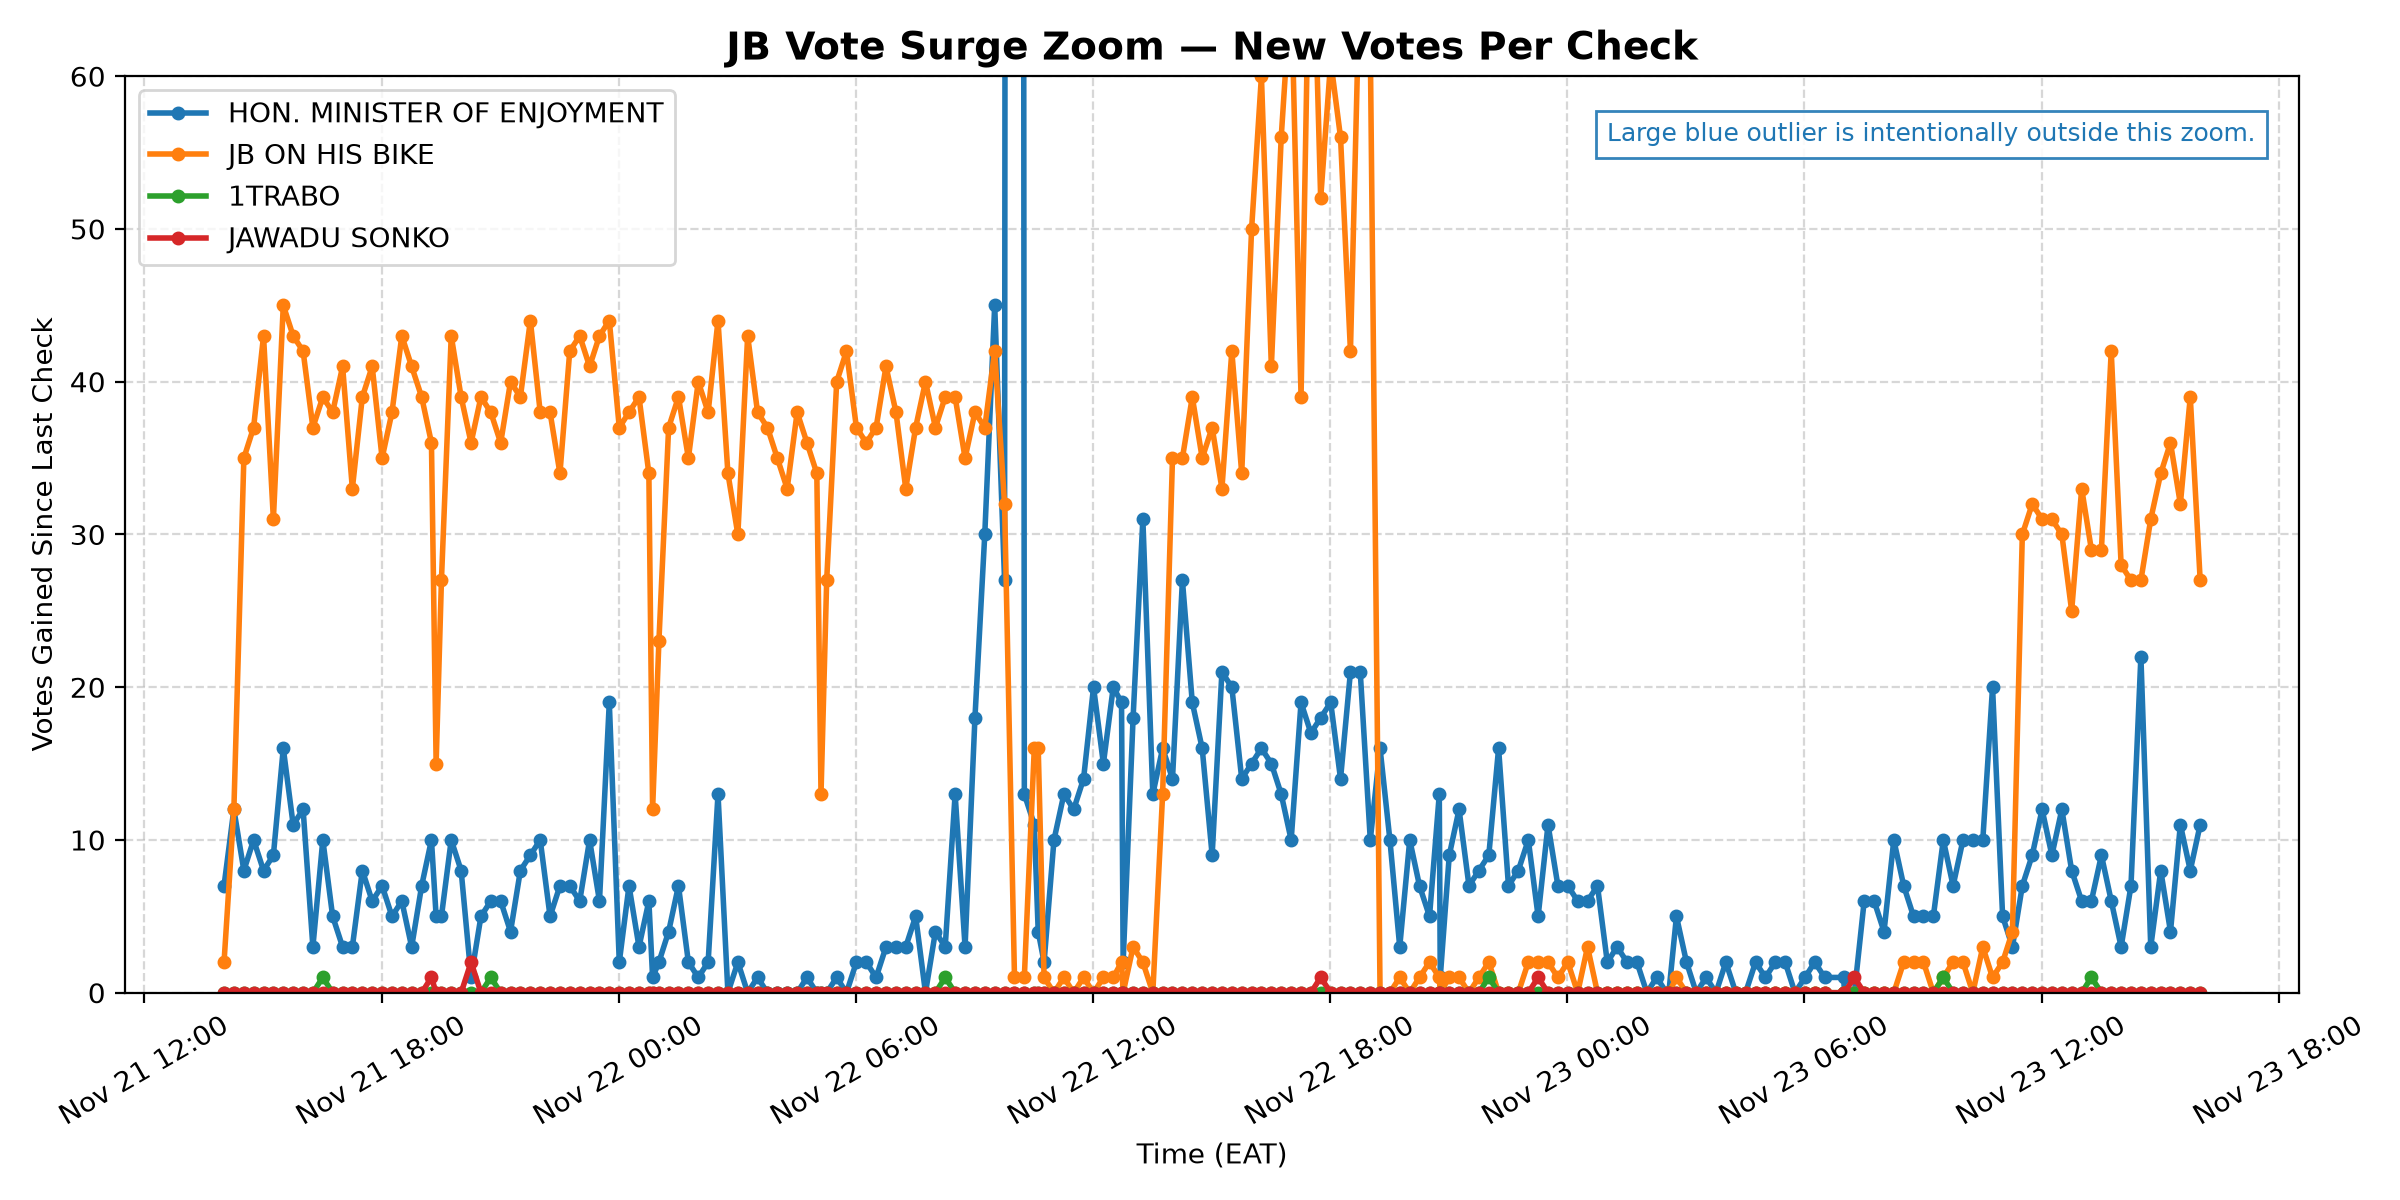 JB Vote Surge Zoom — New Votes Per Check
HON. MINISTER OF ENJOYMENT
JB ON HIS BIKE
1TRABO
JAWADU SONKO
Large blue outlier is intentionally outside this zoom.
Votes Gained Since Last Check
60
50
40
30
20
10
0
Nov 21 12:00
Nov 21 18:00
Nov 22 00:00
Nov 22 06:00
Nov 22 12:00
Nov 22 18:00
Nov 23 00:00
Nov 23 06:00
Nov 23 12:00
Nov 23 18:00
Time (EAT)